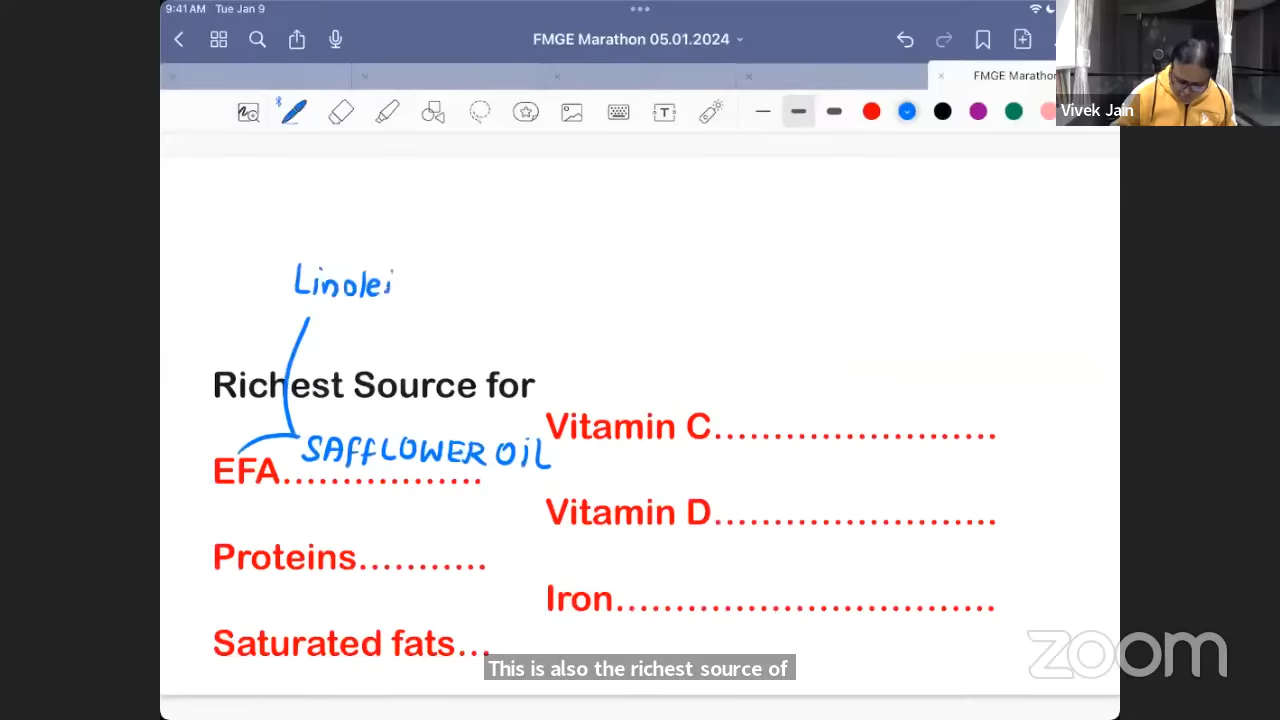 9:41 AM Tue Jan 9
FMGE Marathon 05.01.2024
FMGE Marathon
T
Vivek Jain
Linolei
Richest Source for
SAFFLOWER OIL
EFA.................
Vitamin C........................
Vitamin D........................
Proteins...........
Iron................................
Saturated fats...
This is also the richest source of
zoom